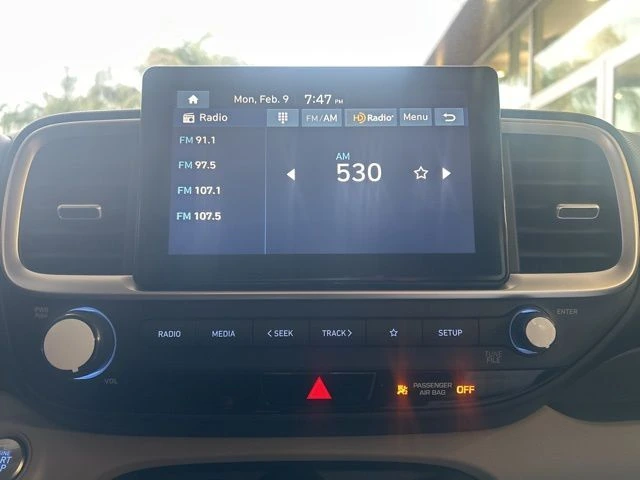 Mon, Feb. 9 7:47 PM
Radio FM/AM HD Radio Menu
FM 91.1
FM 97.5
FM 107.1
FM 107.5
AM
530
PWR
PUSH
VOL
RADIO MEDIA < SEEK TRACK > SETUP
ENTER
TUNE
FILE
PASSENGER
AIR BAG OFF